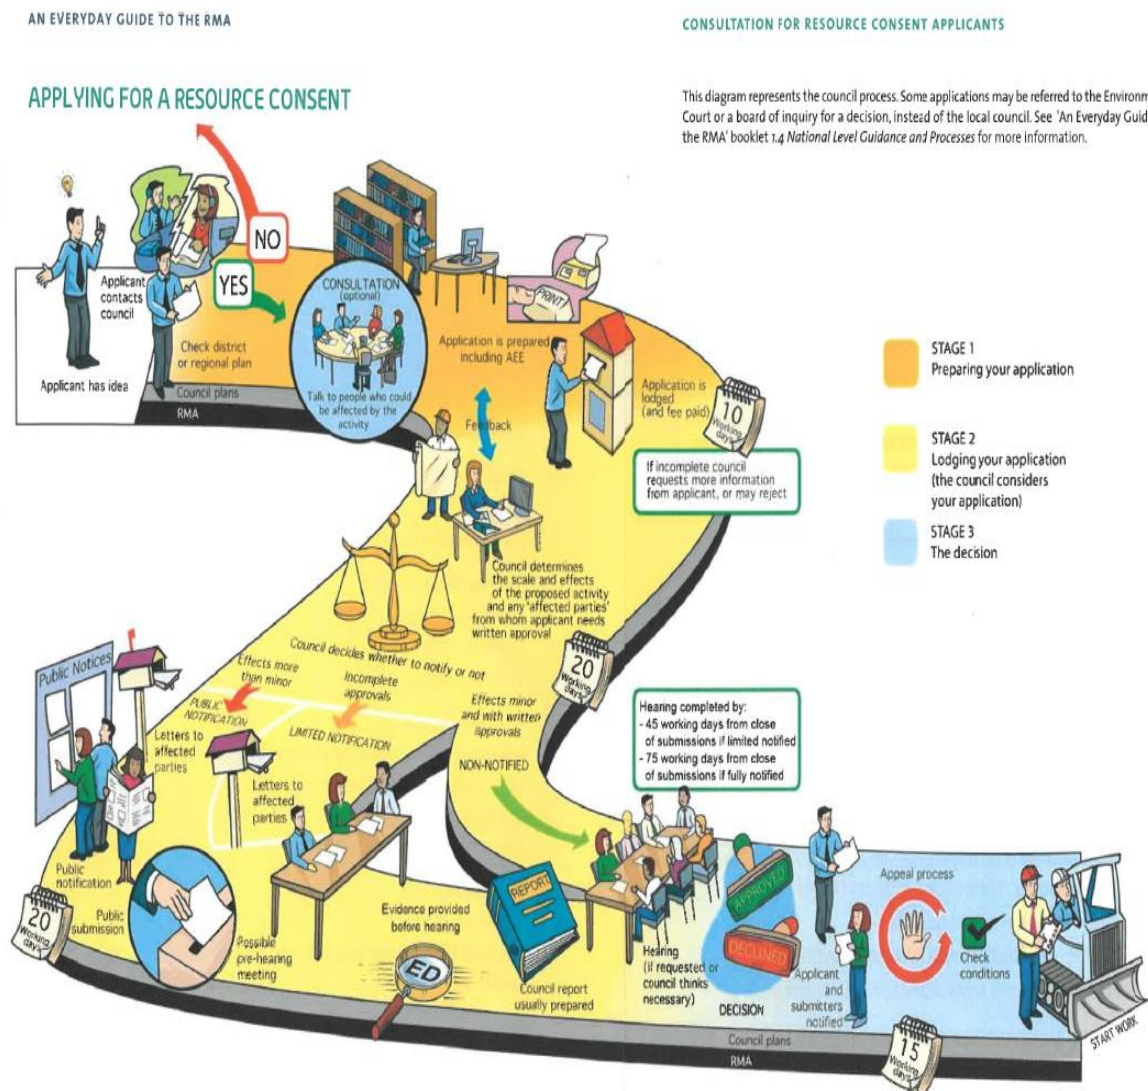 AN EVERYDAY GUIDE TO THE RMA
CONSULTATION FOR RESOURCE CONSENT APPLICANTS
APPLYING FOR A RESOURCE CONSENT
This diagram represents the council process. Some applications may be referred to the Environm
Court or a board of inquiry for a decision, instead of the local council. See 'An Everyday Guid
the RMA' booklet 1.4 National Level Guidance and Processes for more information.
NO
YES
Applicant
contacts
council
Applicant has idea
Check district
or regional plan
Council plans
RMA
CONSULTATION
(optional)
Talk to people who could
be affected by the
activity
Application is prepared
including AEE
PRINT
Feedback
Application is
lodged
(and fee paid)
10
Working
days
If incomplete council
requests more information
from applicant, or may reject
STAGE 1
Preparing your application
STAGE 2
Lodging your application
(the council considers
your application)
STAGE 3
The decision
Council determines
the scale and effects
of the proposed activity
and any 'affected parties'
from whom applicant needs
written approval
20
Working
days
Council decides whether to notify or not
Effects more
than minor
Incomplete
approvals
Effects minor
and with written
approvals
PUBLIC
NOTIFICATION
LIMITED NOTIFICATION
NON-NOTIFIED
Public Notices
Letters to
affected
parties
Letters to
affected
parties
Hearing completed by:
- 45 working days from close
of submissions if limited notified
- 75 working days from close
of submissions if fully notified
Public
notification
20
Working
days
Public
submission
Possible
pre-hearing
meeting
Evidence provided
before hearing
ED
REPORT
Council report
usually prepared
Hearing
(if requested or
council thinks
necessary)
APPROVED
DECLINED
DECISION
Applicant
and
submitters
notified
Appeal process
Check
conditions
START WORK
Council plans
RMA
15
Working
days